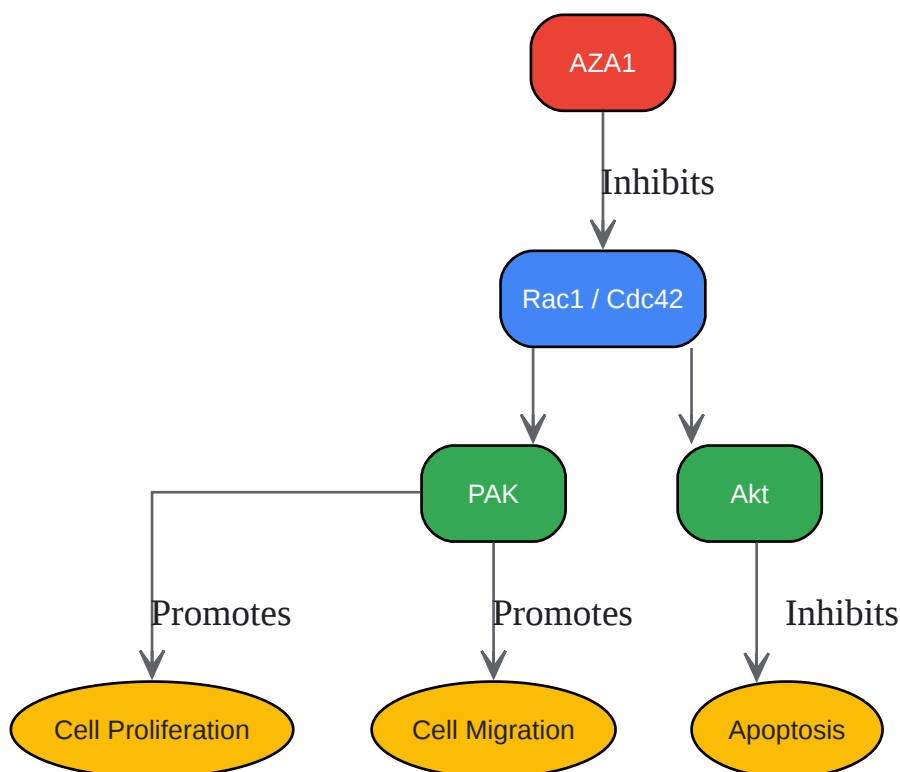 AZA1
Inhibits
Rac1 / Cdc42
PAK
Akt
Promotes
Promotes
Inhibits
Cell Proliferation
Cell Migration
Apoptosis